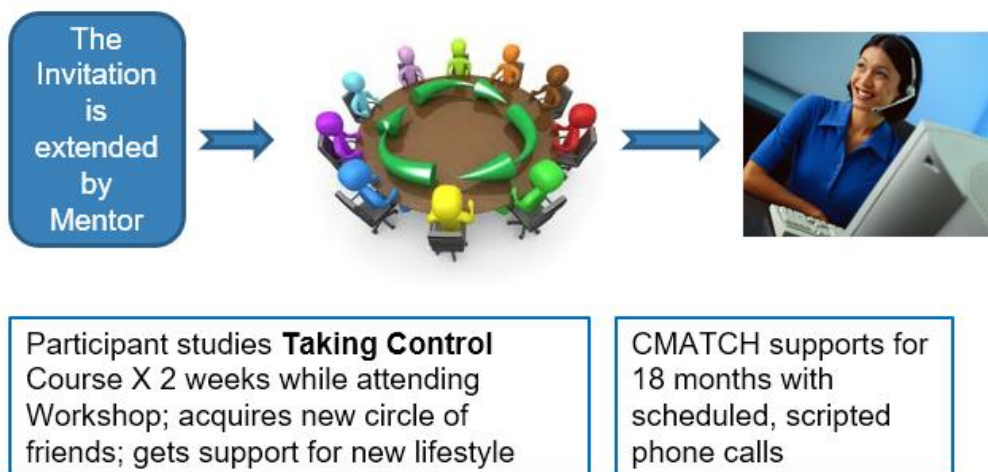 The
Invitation
is
extended
by
Mentor
Participant studies Taking Control
Course X 2 weeks while attending
Workshop; acquires new circle of
friends; gets support for new lifestyle
CMATCH supports for
18 months with
scheduled, scripted
phone calls